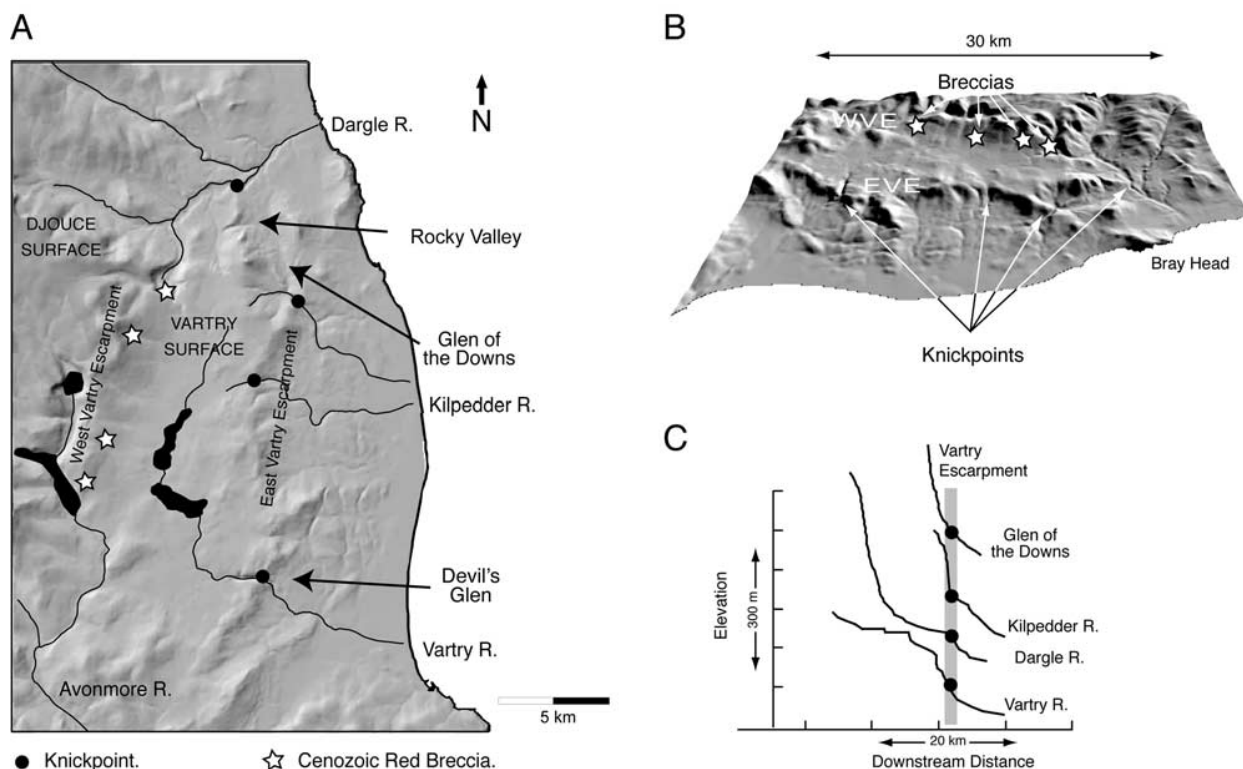 A
N
Dargle R.
DJOUCE
SURFACE
Rocky Valley
West Vartry Escarpment
VARTRY
SURFACE
Glen of
the Downs
East Vartry Escarpment
Kilpedder R.
Devil's
Glen
Vartry R.
Avonmore R.
5 km
Knickpoint.
Cenozoic Red Breccia.
B
30 km
Breccias
WVE
EVE
Bray Head
Knickpoints
C
Vartry
Escarpment
Glen
of the Downs
Elevation
300 m
Kilpedder R.
Dargle R.
Vartry R.
20 km
Downstream Distance